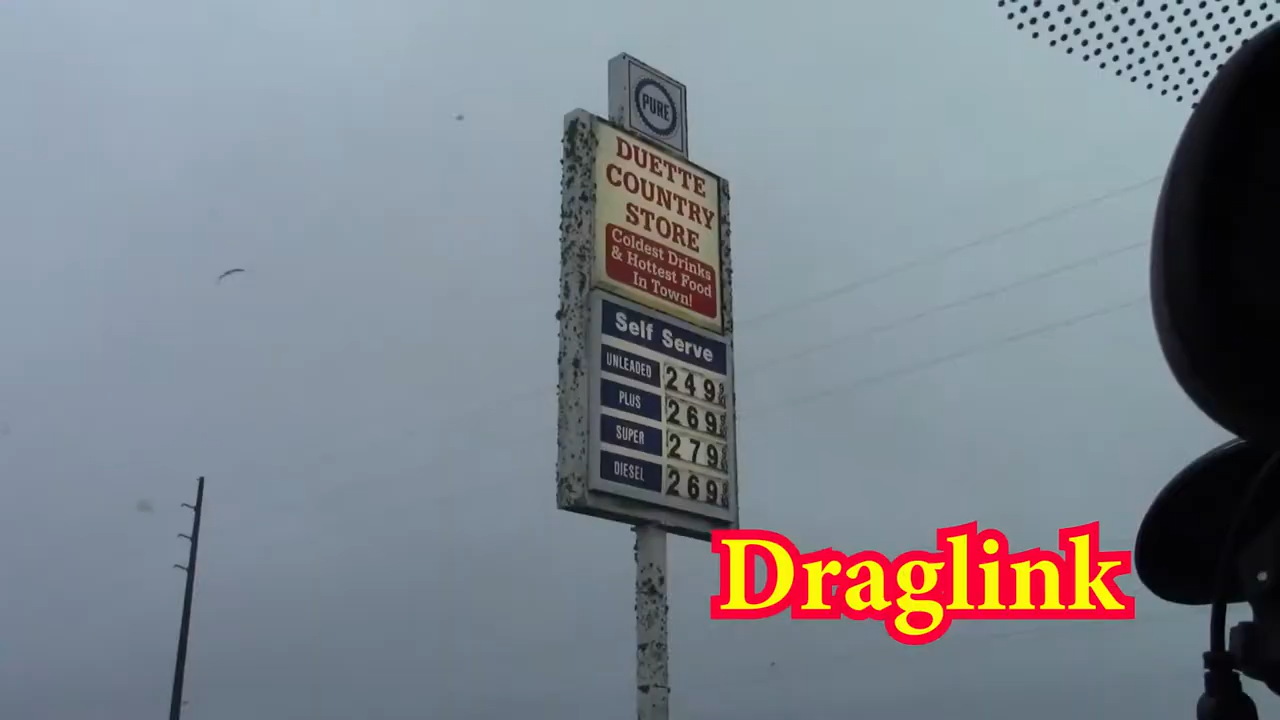 PURE
DUETTE
COUNTRY
STORE
Coldest Drinks
& Hottest Food
In Town!
Self Serve
UNLEADED 249
PLUS 269
SUPER 279
DIESEL 269
Draglink